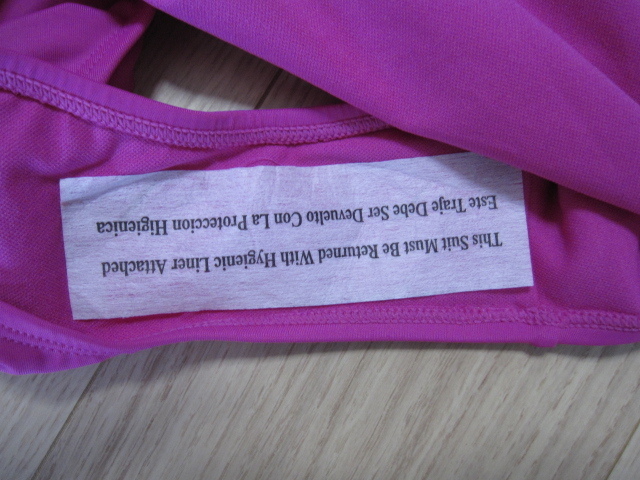 This Suit Must Be Returned With Hygienic Liner Attached
Este Traje Debe Ser Devuelto Con La Proteccion Higienica